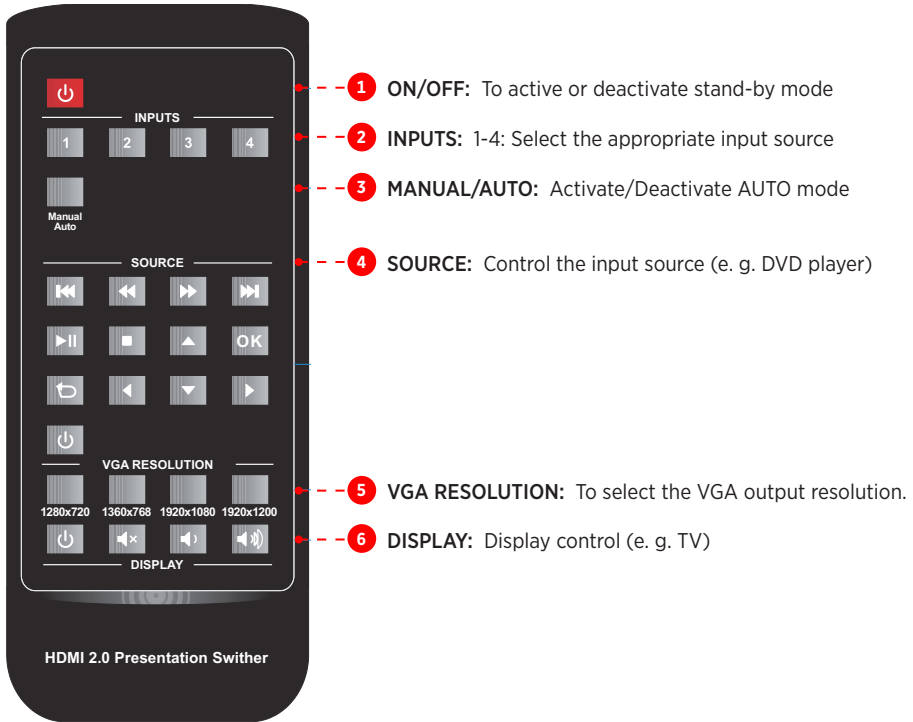 1 ON/OFF: To active or deactivate stand-by mode
INPUTS
1 2 3 4
2 INPUTS: 1-4: Select the appropriate input source
3 MANUAL/AUTO: Activate/Deactivate AUTO mode
Manual
Auto
SOURCE
4 SOURCE: Control the input source (e. g. DVD player)
OK
VGA RESOLUTION
5 VGA RESOLUTION: To select the VGA output resolution.
1280x720 1360x768 1920x1080 1920x1200
6 DISPLAY: Display control (e. g. TV)
DISPLAY
HDMI 2.0 Presentation Swither